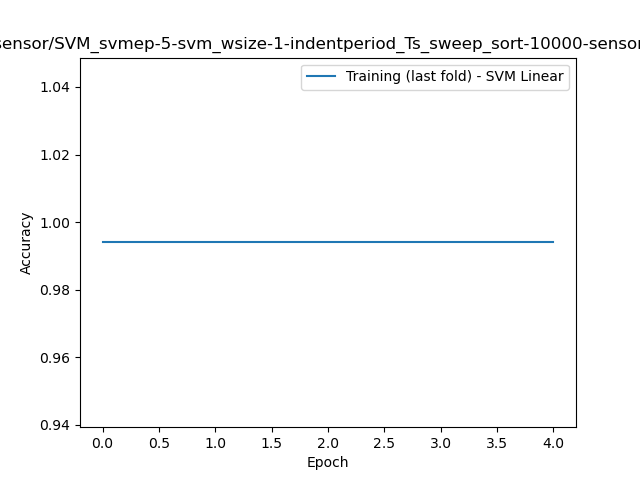 sensor/SVM_svmep-5-svm_wsize-1-indentperiod_Ts_sweep_sort-10000-sensor
Training (last fold) - SVM Linear
1.04
1.02
1.00
0.98
0.96
0.94
Accuracy
0.0 0.5 1.0 1.5 2.0 2.5 3.0 3.5 4.0
Epoch